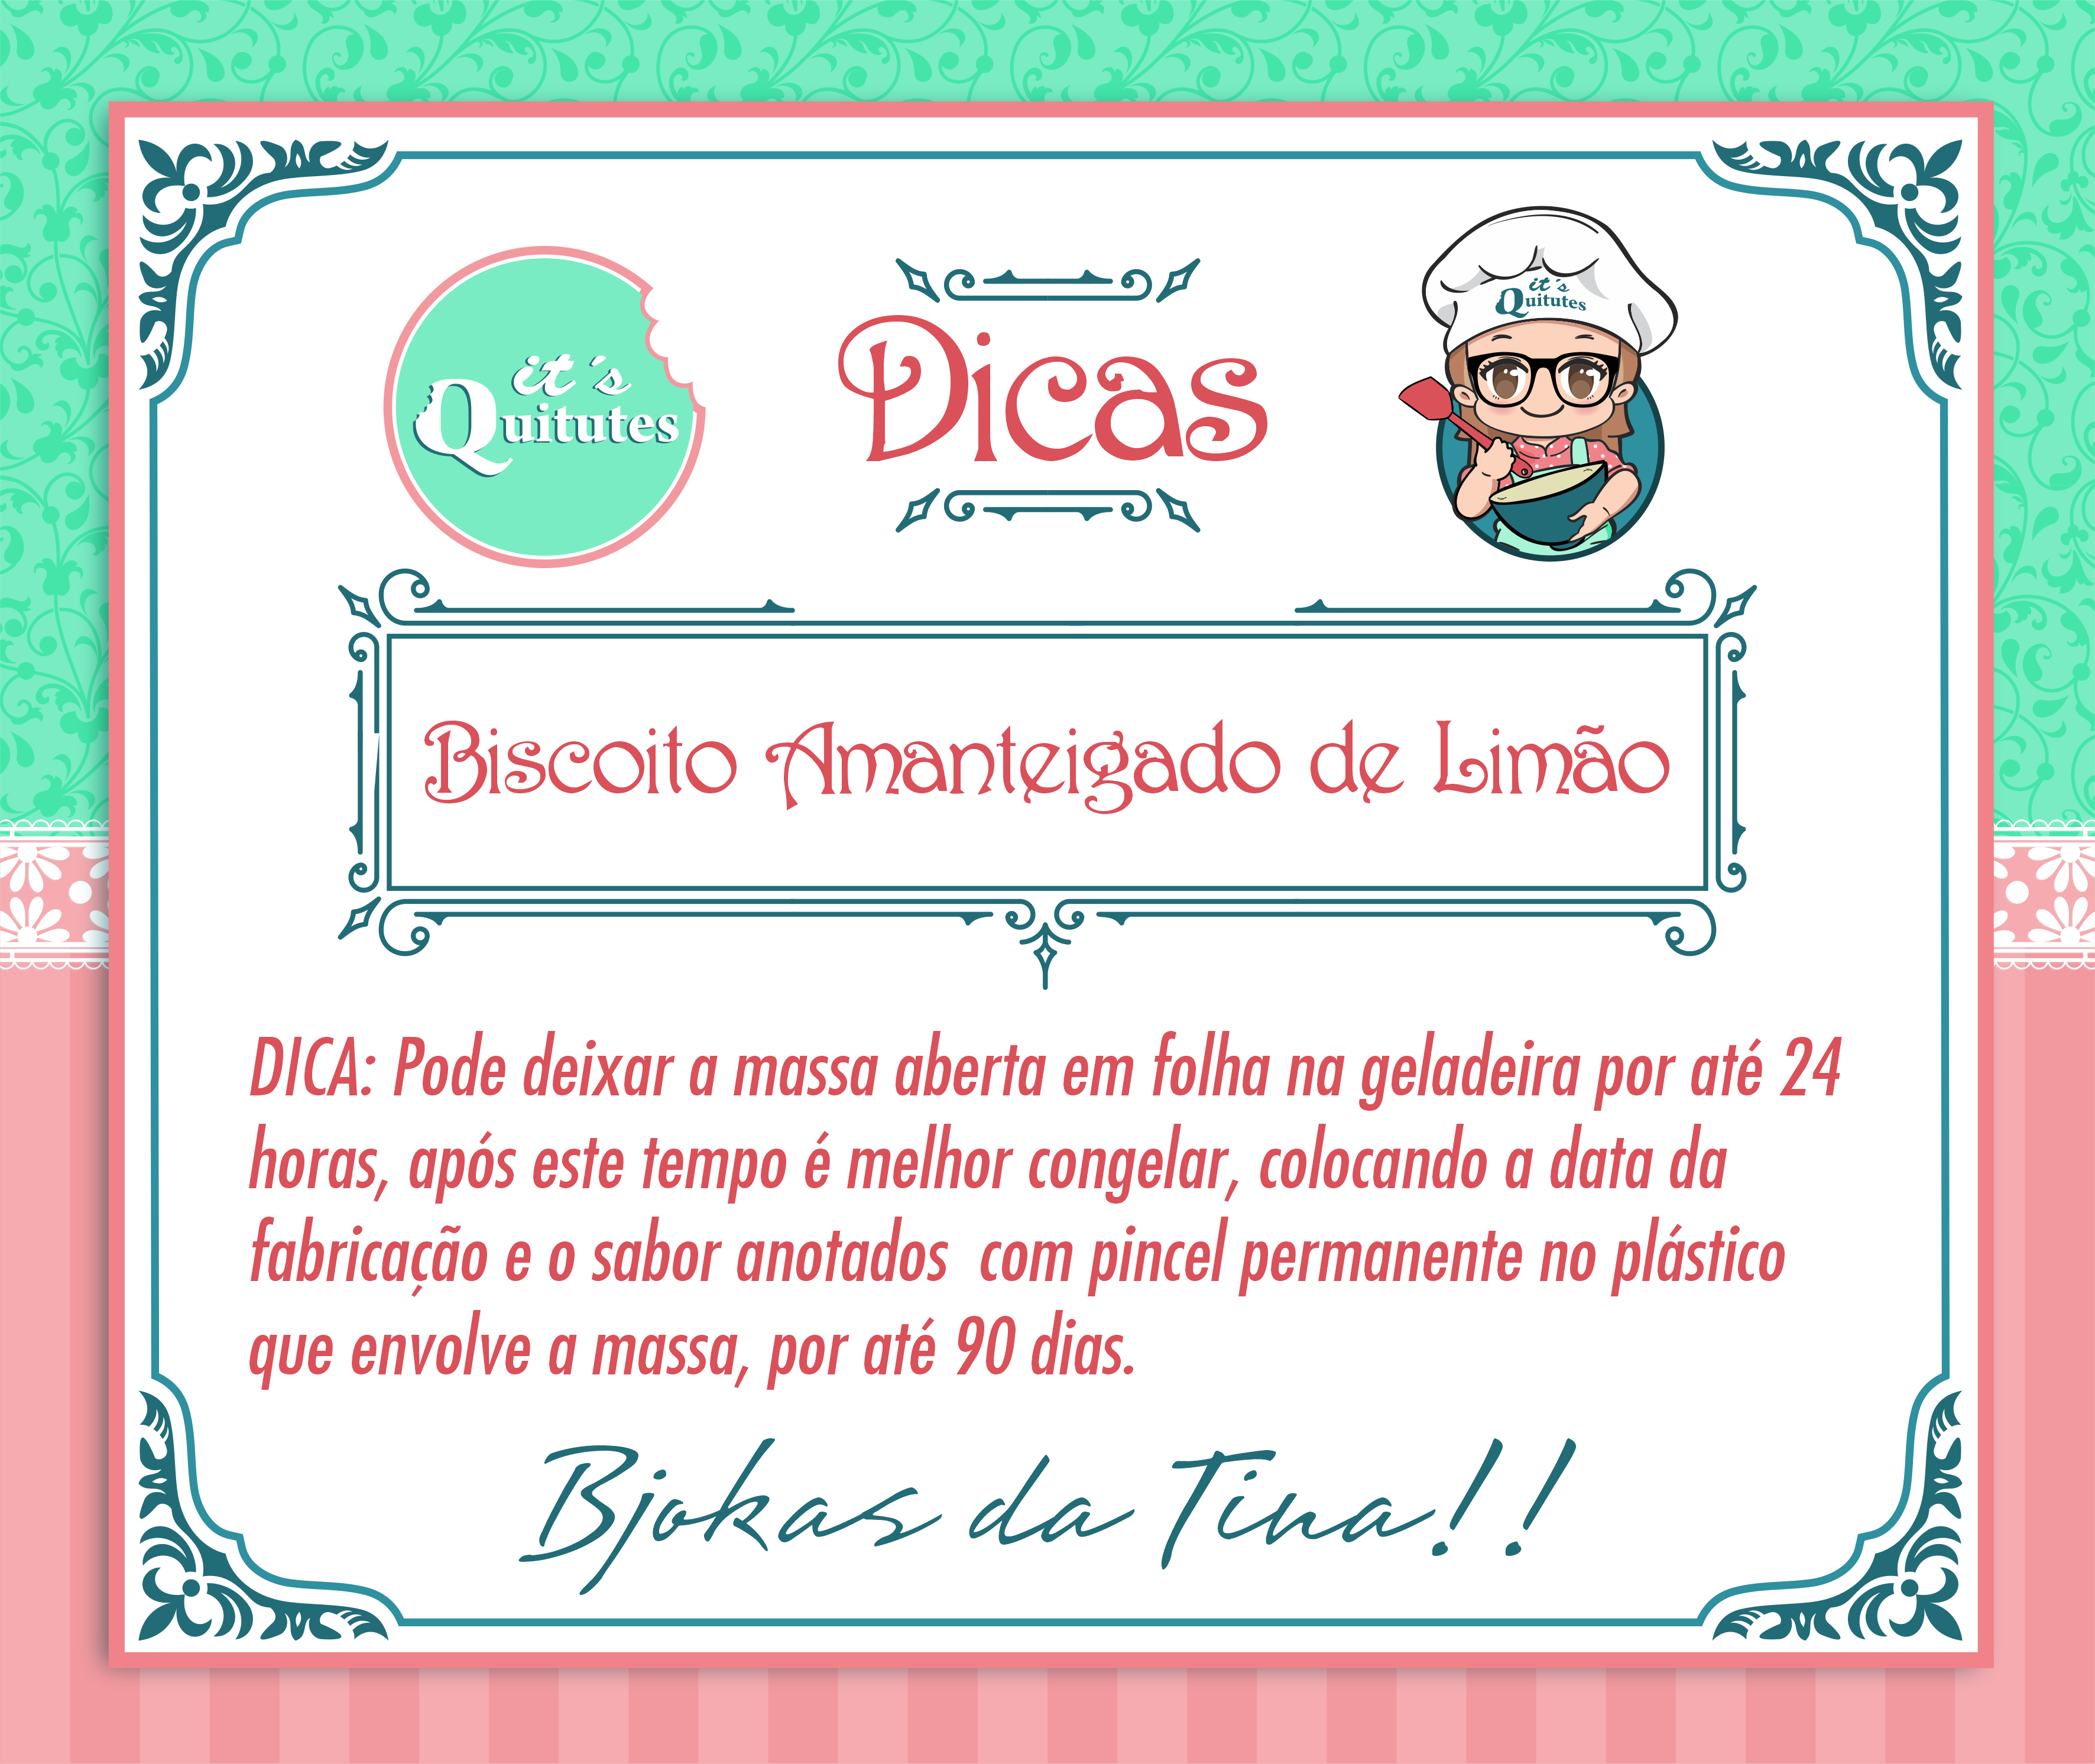 it's
Quitutes
Dicas
it's
Quitutes
Biscoito Amanteigado de Limão
DICA: Pode deixar a massa aberta em folha na geladeira por até 24
horas, após este tempo é melhor congelar, colocando a data da
fabricação e o sabor anotados  com pincel permanente no plástico
que envolve a massa, por até 90 dias.
Bjokas da Tina!!